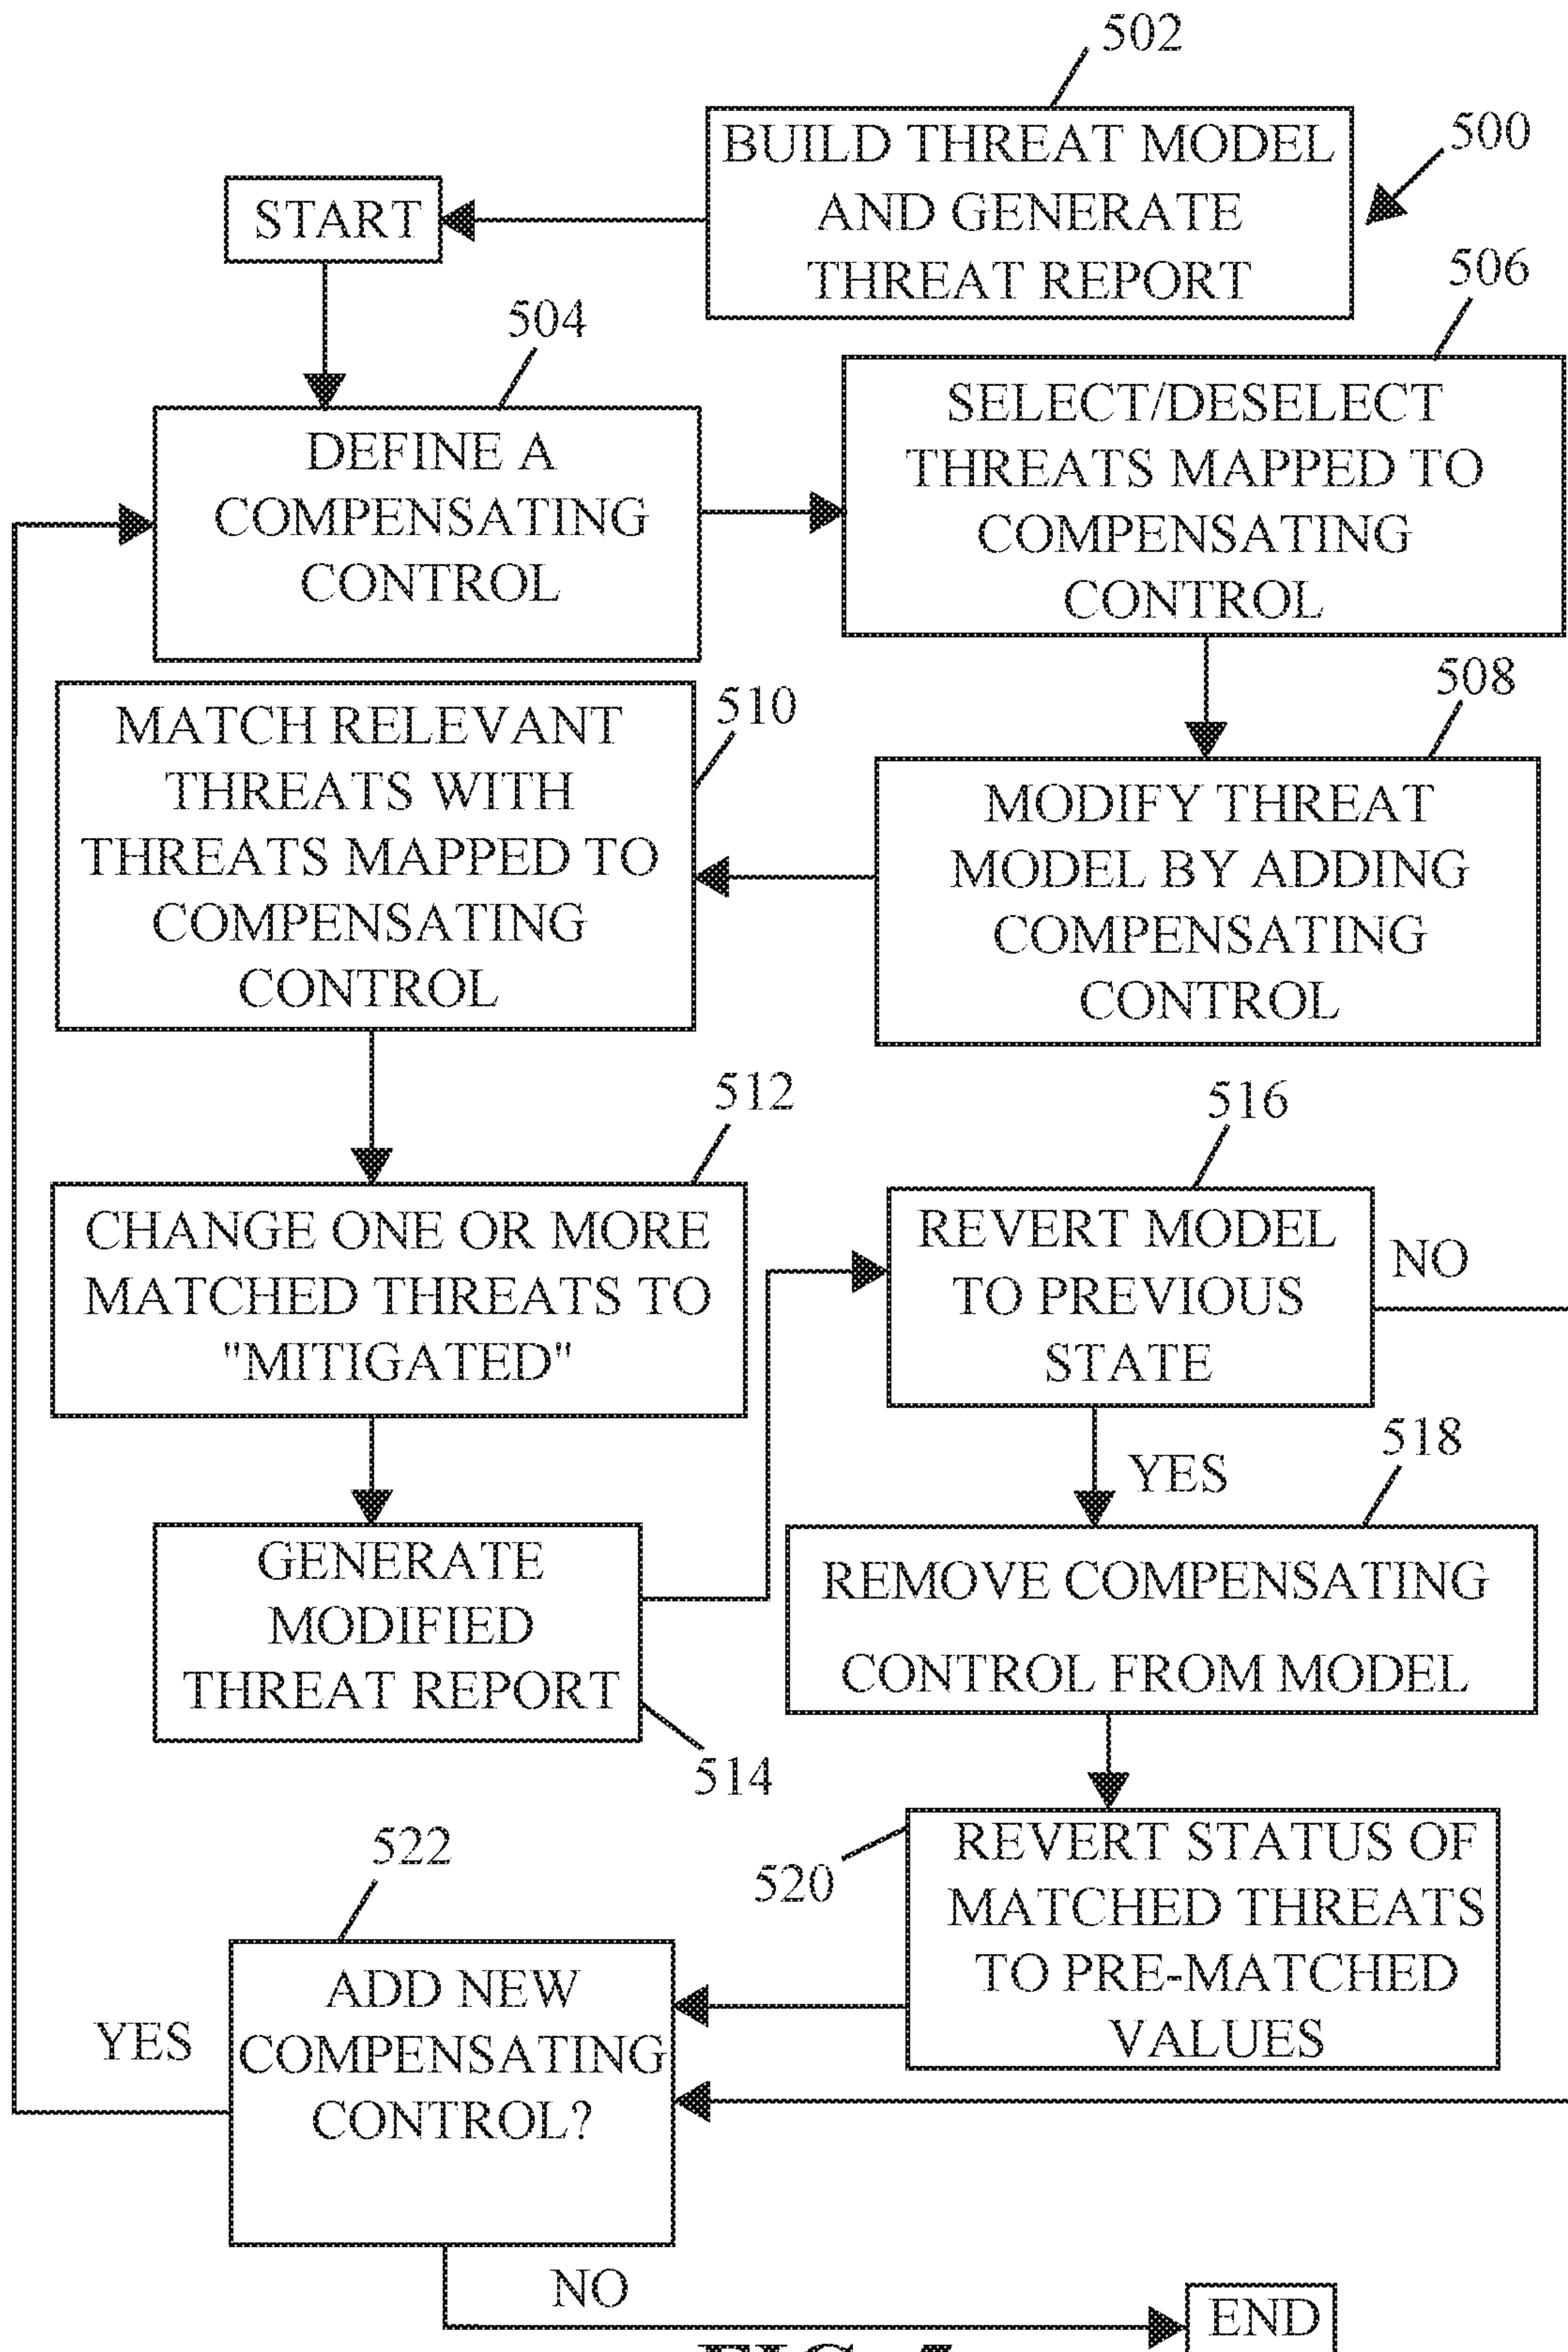 502
BUILD THREAT MODEL
AND GENERATE
THREAT REPORT
500
START
504
DEFINE A
COMPENSATING
CONTROL
506
SELECT/DESELECT
THREATS MAPPED TO
COMPENSATING
CONTROL
508
MODIFY THREAT
MODEL BY ADDING
COMPENSATING
CONTROL
510
MATCH RELEVANT
THREATS WITH
THREATS MAPPED TO
COMPENSATING
CONTROL
512
CHANGE ONE OR MORE
MATCHED THREATS TO
"MITIGATED"
GENERATE
MODIFIED
THREAT REPORT
514
516
REVERT MODEL
TO PREVIOUS
STATE
NO
YES
518
REMOVE COMPENSATING
CONTROL FROM MODEL
520
REVERT STATUS OF
MATCHED THREATS
TO PRE-MATCHED
VALUES
522
ADD NEW
COMPENSATING
CONTROL?
YES
NO
END